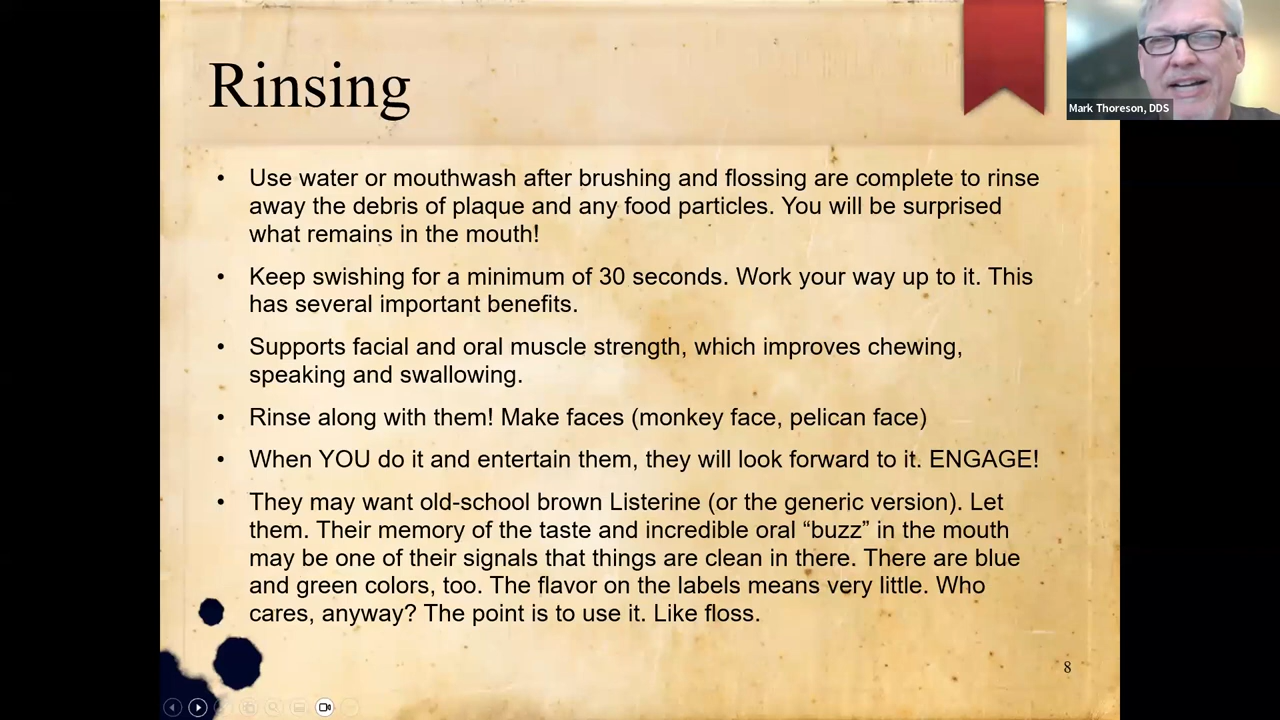 Rinsing
Mark Thoreson, DDS
• Use water or mouthwash after brushing and flossing are complete to rinse
away the debris of plaque and any food particles. You will be surprised
what remains in the mouth!
• Keep swishing for a minimum of 30 seconds. Work your way up to it. This
has several important benefits.
• Supports facial and oral muscle strength, which improves chewing,
speaking and swallowing.
• Rinse along with them! Make faces (monkey face, pelican face)
• When YOU do it and entertain them, they will look forward to it. ENGAGE!
• They may want old-school brown Listerine (or the generic version). Let
them. Their memory of the taste and incredible oral “buzz” in the mouth
may be one of their signals that things are clean in there. There are blue
and green colors, too. The flavor on the labels means very little. Who
cares, anyway? The point is to use it. Like floss.
8